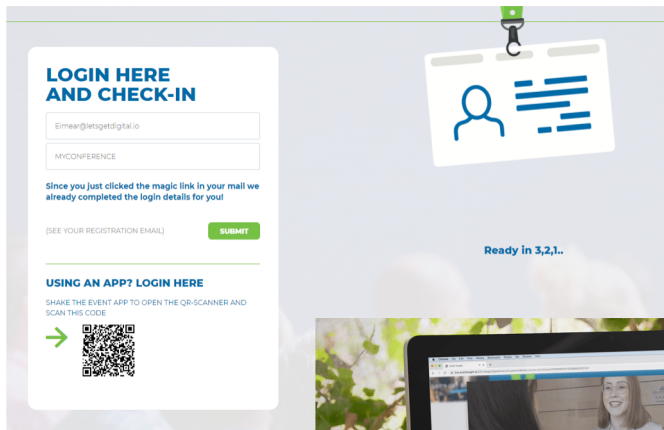 LOGIN HERE
AND CHECK-IN
Eimear@letsgetdigital.io
MYCONFERENCE
Since you just clicked the magic link in your mail we
already completed the login details for you!
(SEE YOUR REGISTRATION EMAIL)
SUBMIT
USING AN APP? LOGIN HERE
SHAKE THE EVENT APP TO OPEN THE QR-SCANNER AND
SCAN THIS CODE
Ready in 3,2,1..